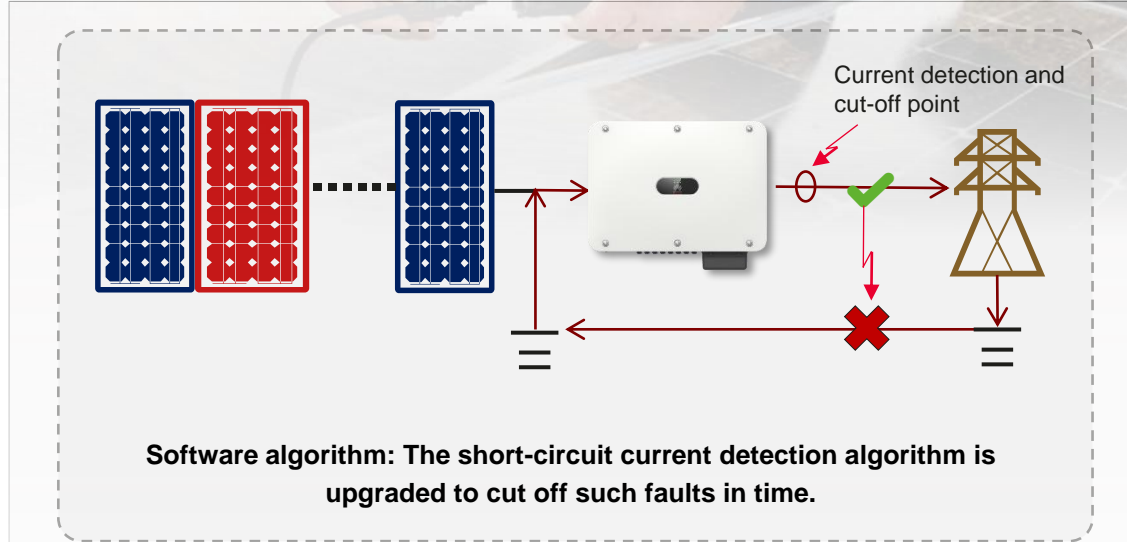 Current detection and
cut-off point
Software algorithm: The short-circuit current detection algorithm is
upgraded to cut off such faults in time.